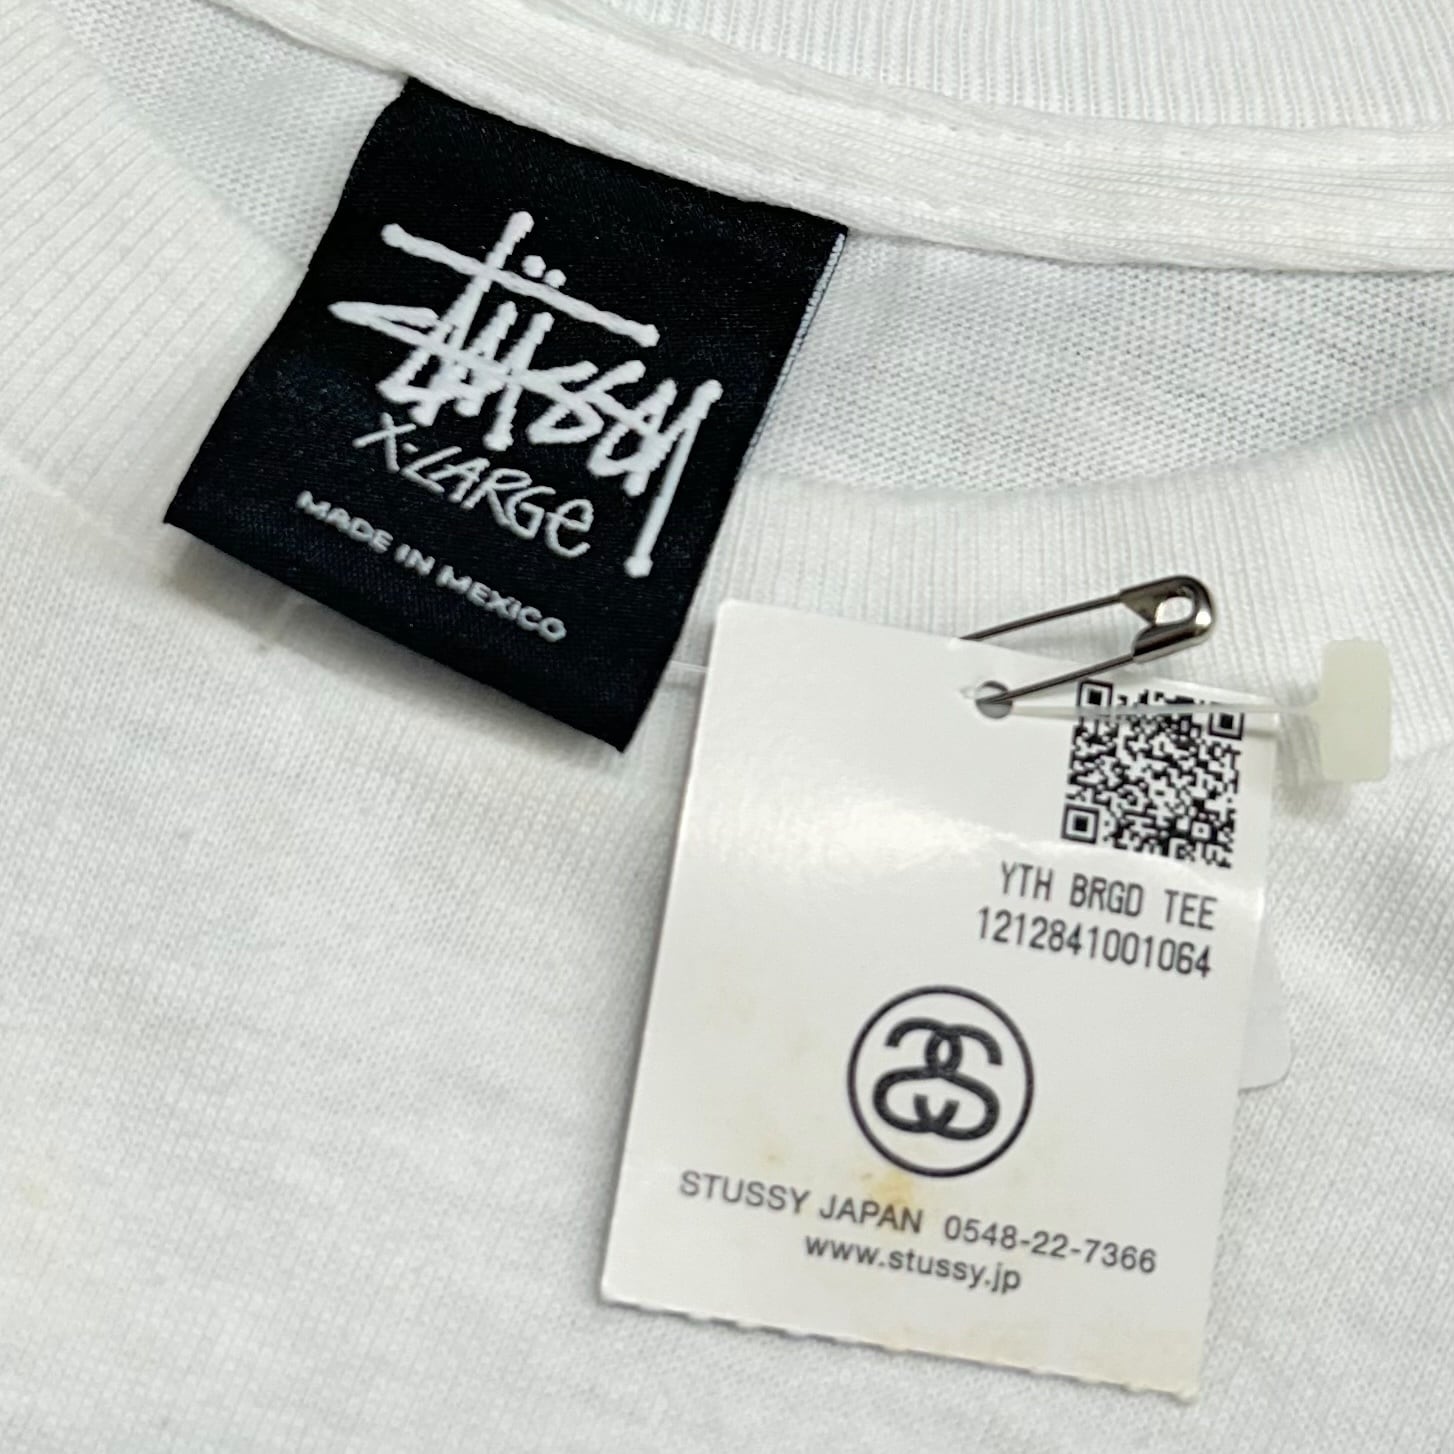 Stüssy
X-LARGE
MADE IN MEXICO
YTH BRGD TEE
1212841001064
STUSSY JAPAN 0548-22-7366
www.stussy.jp